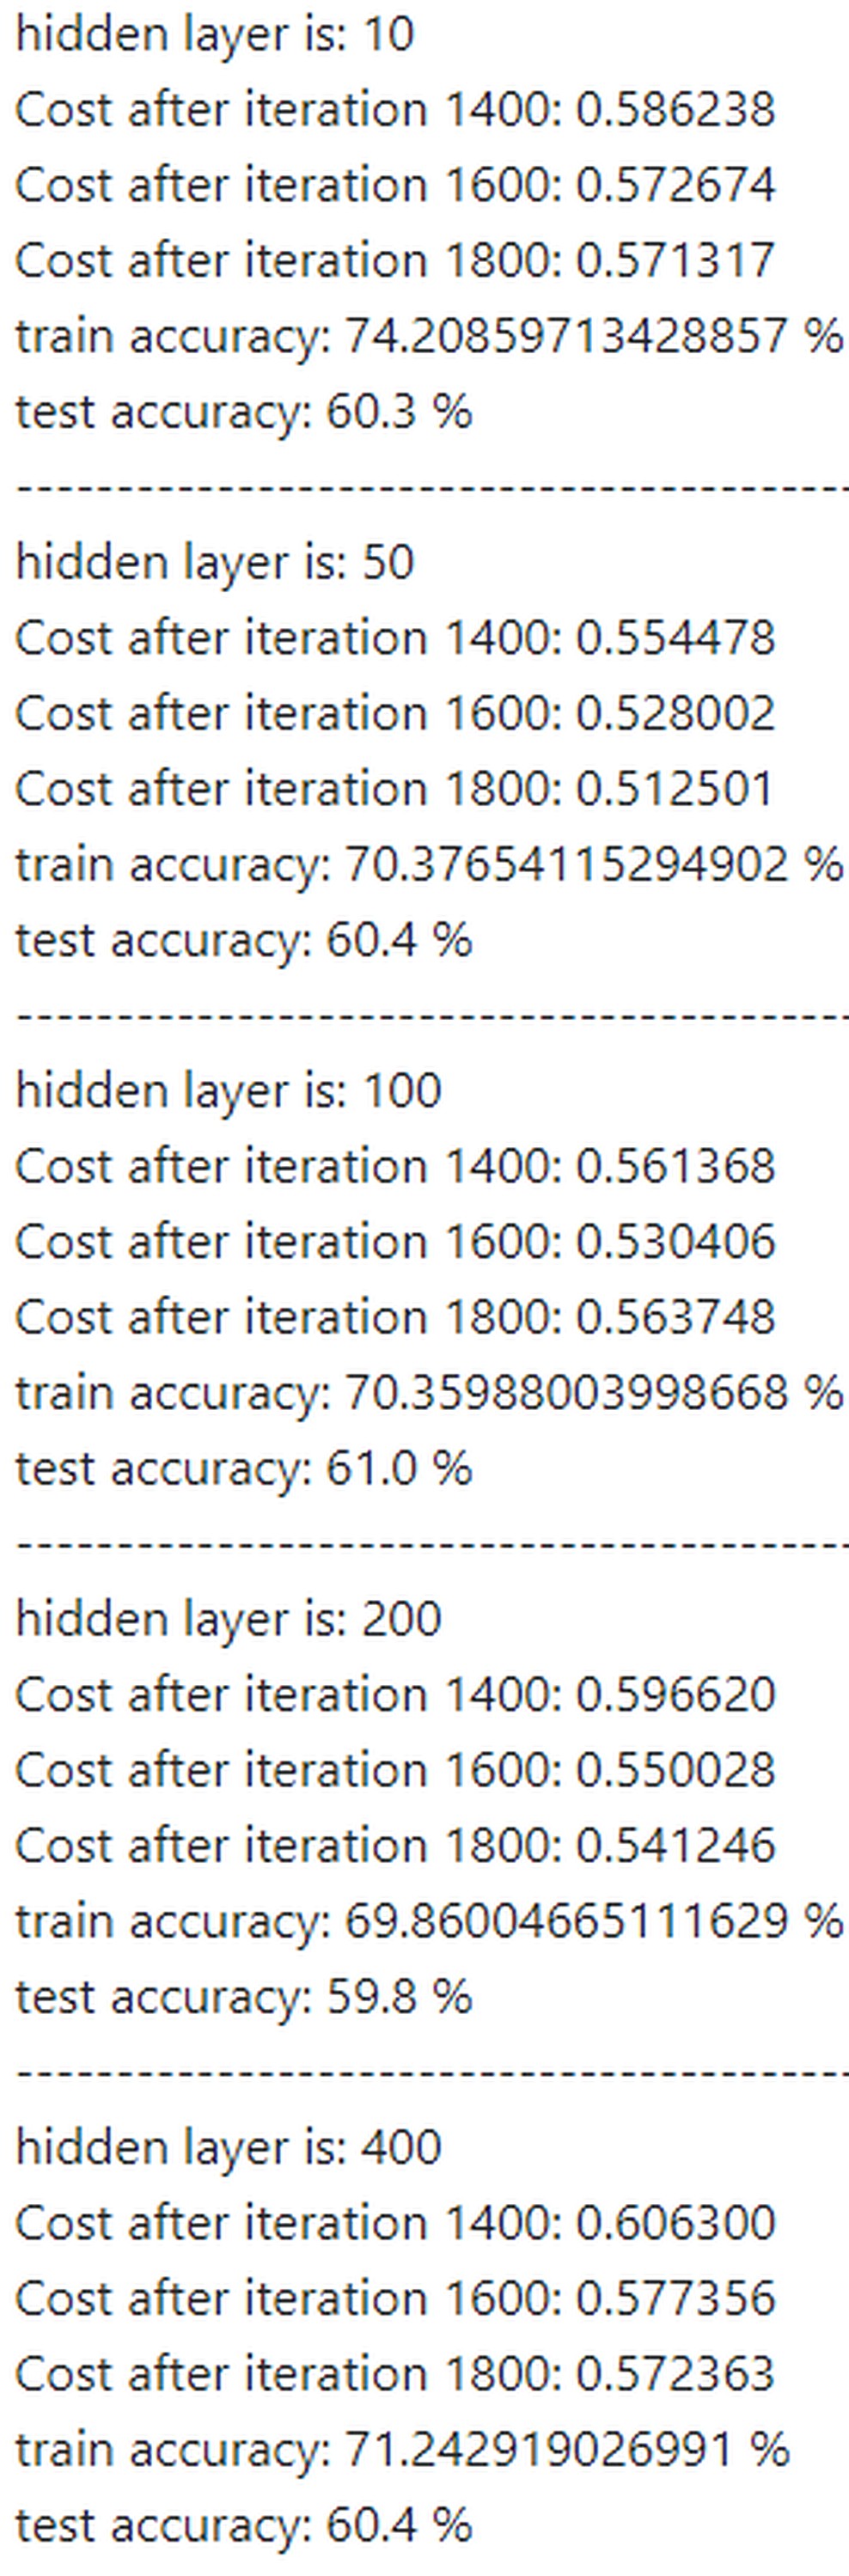 hidden layer is: 10
Cost after iteration 1400: 0.586238
Cost after iteration 1600: 0.572674
Cost after iteration 1800: 0.571317
train accuracy: 74.20859713428857 %
test accuracy: 60.3 %
------------------------------------------
hidden layer is: 50
Cost after iteration 1400: 0.554478
Cost after iteration 1600: 0.528002
Cost after iteration 1800: 0.512501
train accuracy: 70.37654115294902 %
test accuracy: 60.4 %
------------------------------------------
hidden layer is: 100
Cost after iteration 1400: 0.561368
Cost after iteration 1600: 0.530406
Cost after iteration 1800: 0.563748
train accuracy: 70.35988003998668 %
test accuracy: 61.0 %
------------------------------------------
hidden layer is: 200
Cost after iteration 1400: 0.596620
Cost after iteration 1600: 0.550028
Cost after iteration 1800: 0.541246
train accuracy: 69.86004665111629 %
test accuracy: 59.8 %
------------------------------------------
hidden layer is: 400
Cost after iteration 1400: 0.606300
Cost after iteration 1600: 0.577356
Cost after iteration 1800: 0.572363
train accuracy: 71.242919026991 %
test accuracy: 60.4 %